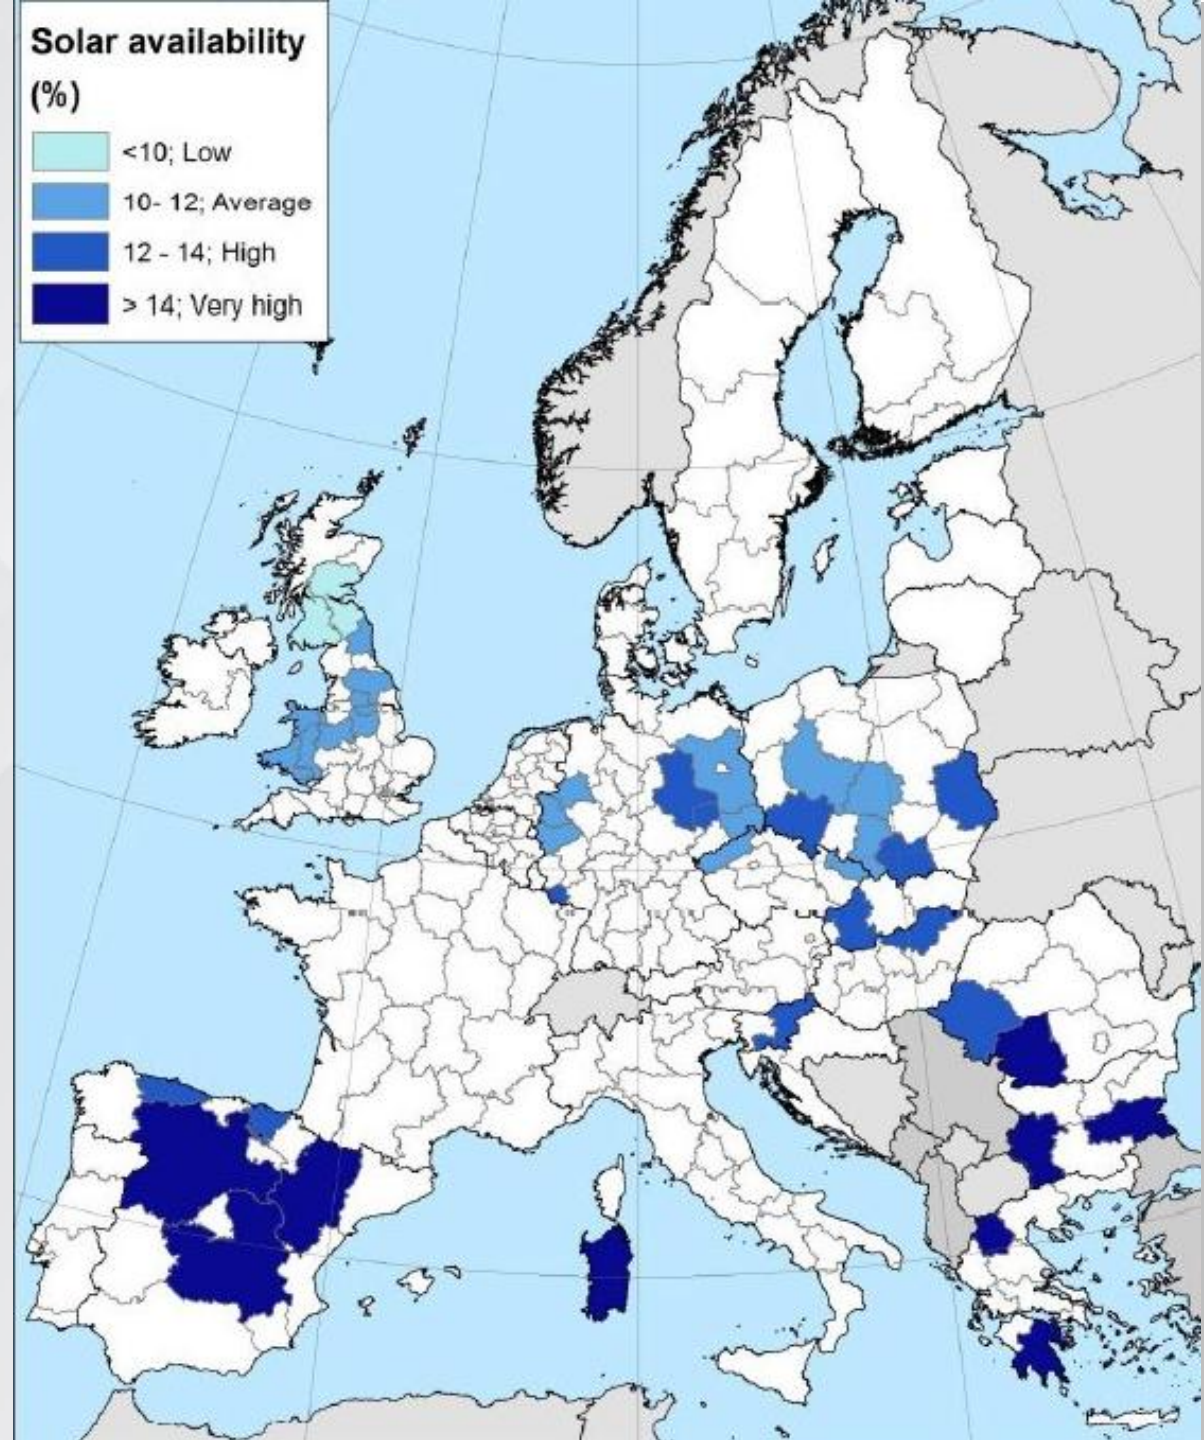 Solar availability
(%)
<10; Low
10- 12; Average
12 - 14; High
> 14; Very high